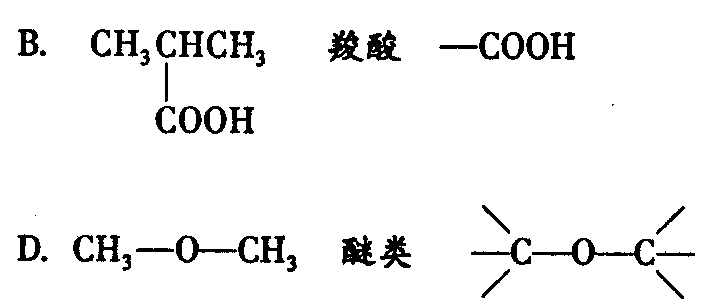 B. CH₃CHCH₃ 羧酸 —COOH
COOH
D. CH₃—O—CH₃ 醚类 —C—O—C—